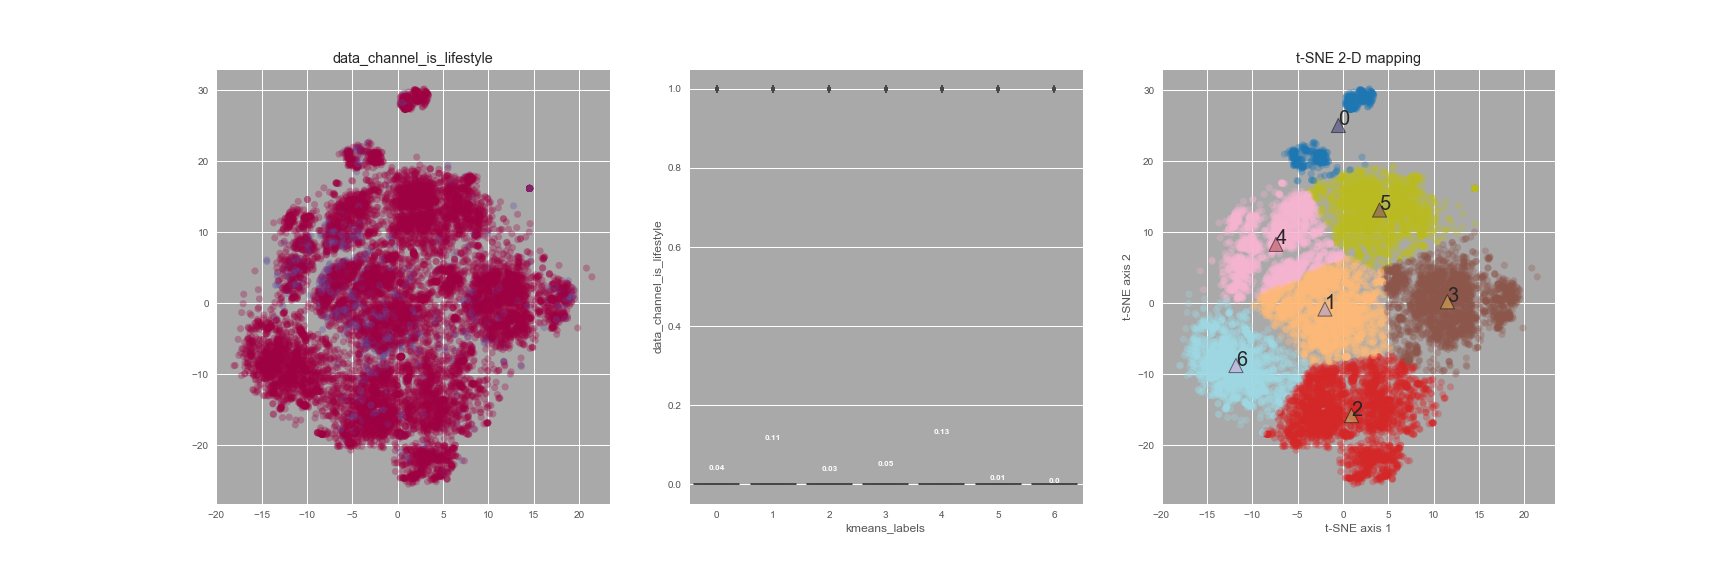 data_channel_is_lifestyle
30
20
10
0
−10
−20
−20 −15 −10 −5 0 5 10 15 20
data_channel_is_lifestyle
1.0
0.8
0.6
0.4
0.2
0.0
0.04 0.11 0.03 0.05 0.13 0.01 0.0
0 1 2 3 4 5 6
kmeans_labels
t-SNE 2-D mapping
t-SNE axis 2
30
20
10
0
−10
−20
0
5
4
3
1
6
2
−20 −15 −10 −5 0 5 10 15 20
t-SNE axis 1